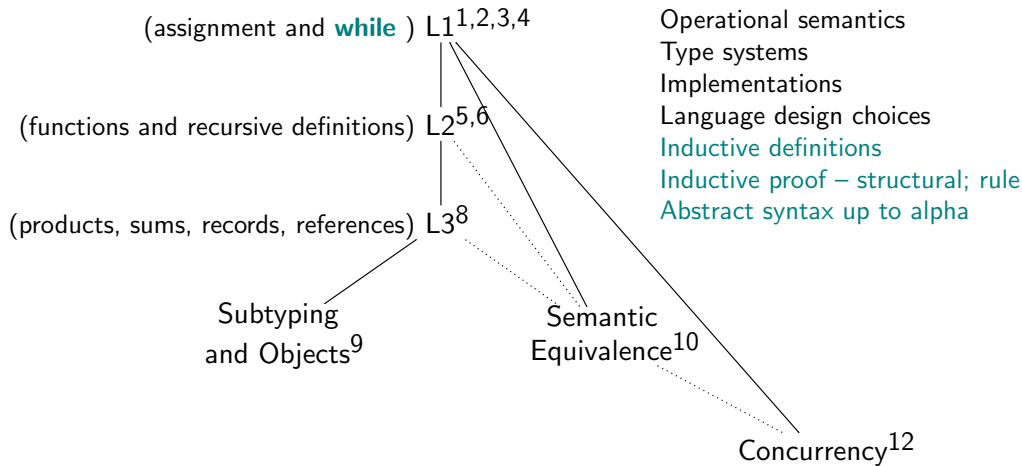 (assignment and while ) L1 1,2,3,4
(functions and recursive definitions) L2 5,6
(products, sums, records, references) L3 8
Operational semantics
Type systems
Implementations
Language design choices
Inductive definitions
Inductive proof – structural; rule
Abstract syntax up to alpha
Subtyping
and Objects 9
Semantic
Equivalence 10
Concurrency 12